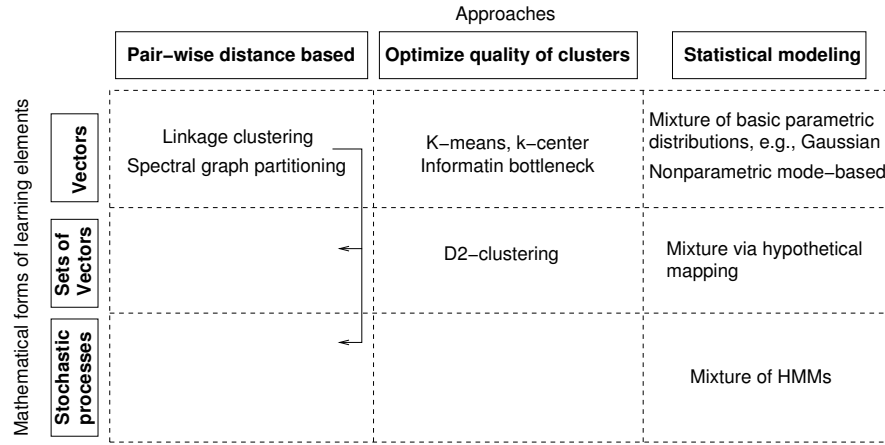 Approaches
Pair−wise distance based
Optimize quality of clusters
Statistical modeling
Mathematical forms of learning elements
Vectors
Linkage clustering
Spectral graph partitioning
K−means, k−center
Informatin bottleneck
Mixture of basic parametric
distributions, e.g., Gaussian
Nonparametric mode−based
Sets of
Vectors
D2−clustering
Mixture via hypothetical
mapping
Stochastic
processes
Mixture of HMMs